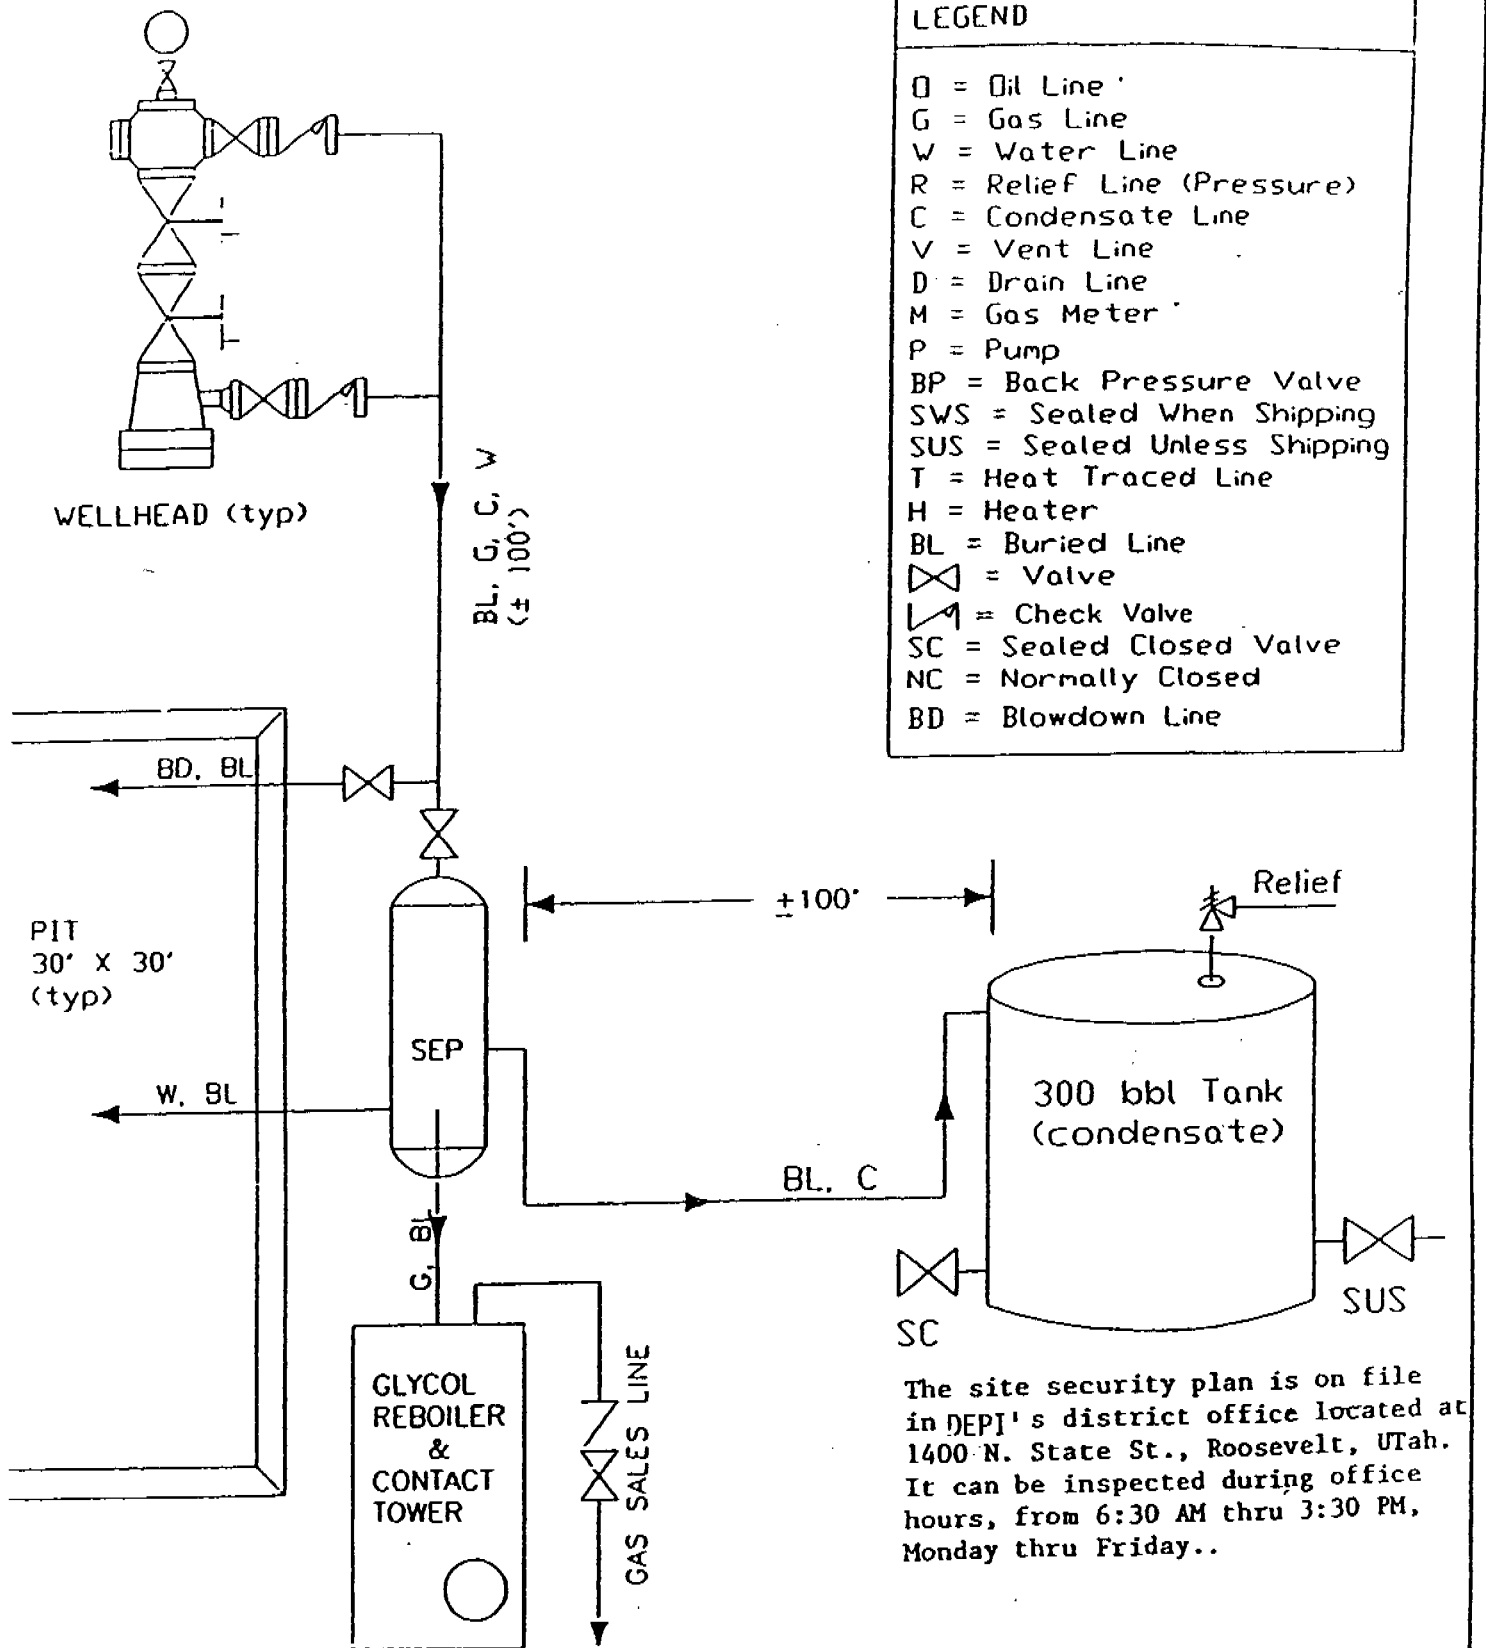 LEGEND
O = Oil Line
G = Gas Line
W = Water Line
R = Relief Line (Pressure)
C = Condensate Line
V = Vent Line
D = Drain Line
M = Gas Meter
P = Pump
BP = Back Pressure Valve
SWS = Sealed When Shipping
SUS = Sealed Unless Shipping
T = Heat Traced Line
H = Heater
BL = Buried Line
= Valve
= Check Valve
SC = Sealed Closed Valve
NC = Normally Closed
BD = Blowdown Line
WELLHEAD (typ)
BL, G, C, W
(± 100')
BD, BL
PIT
30' X 30'
(typ)
W, BL
SEP
±100'
Relief
300 bbl Tank
(condensate)
BL, C
G, BL
SC
SUS
GLYCOL
REBOILER
&
CONTACT
TOWER
GAS SALES LINE
The site security plan is on file
in DEPI's district office located at
1400 N. State St., Roosevelt, UTah.
It can be inspected during office
hours, from 6:30 AM thru 3:30 PM,
Monday thru Friday..